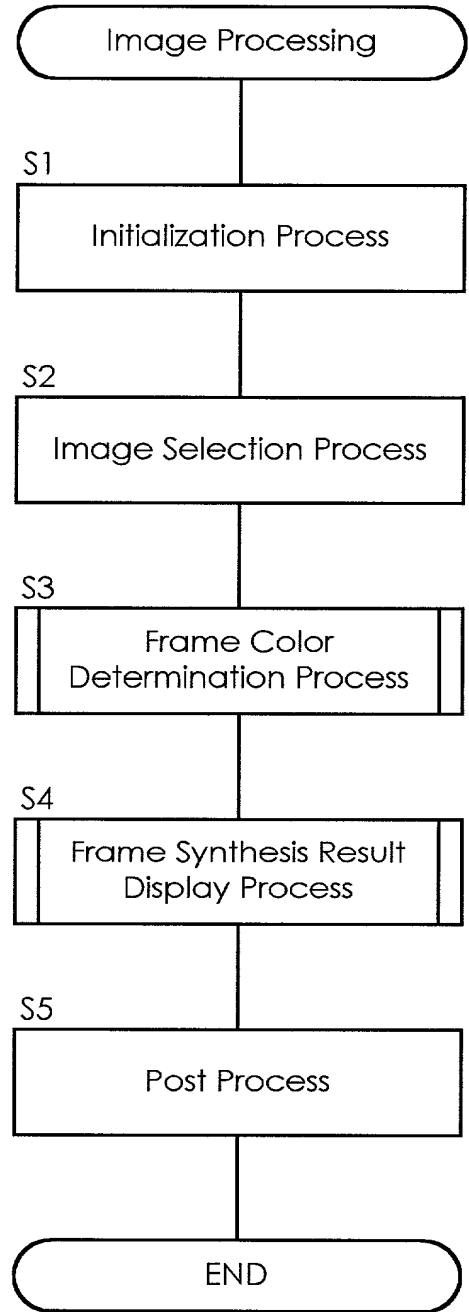 Image Processing
S1
Initialization Process
S2
Image Selection Process
S3
Frame Color
Determination Process
S4
Frame Synthesis Result
Display Process
S5
Post Process
END